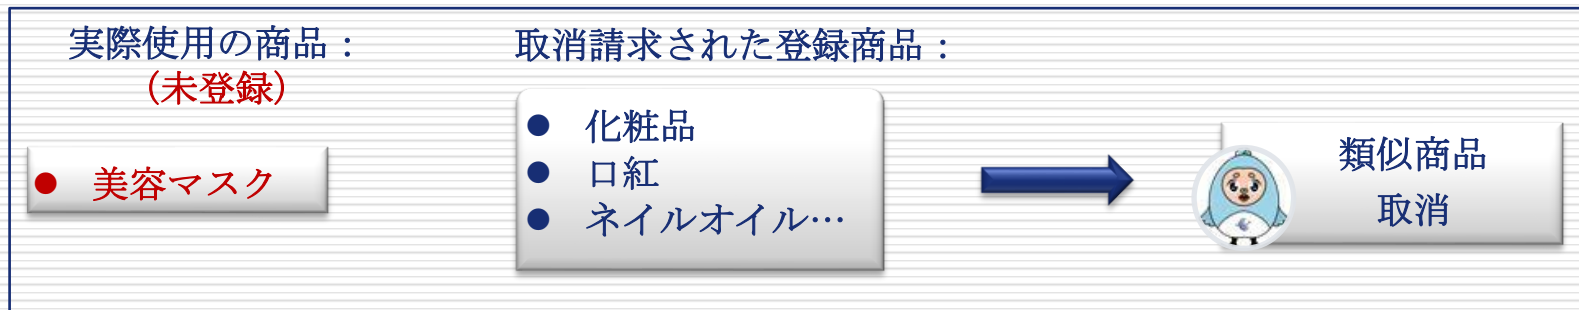 実際使用の商品：
（未登録）
● 美容マスク
取消請求された登録商品：
● 化粧品
● 口紅
● ネイルオイル…
類似商品
取消